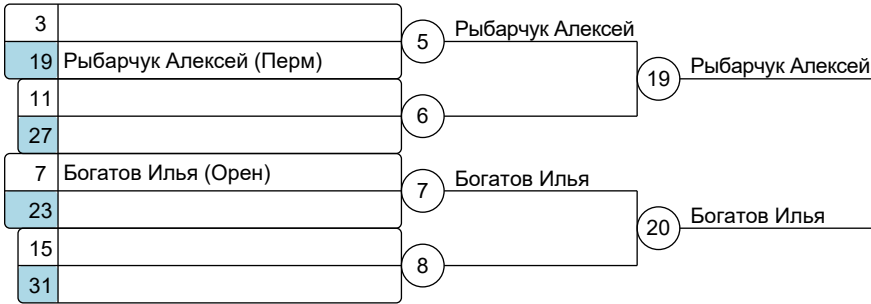 3
5 Рыбарчук Алексей
19 Рыбарчук Алексей (Перм)
19 Рыбарчук Алексей
11
6
27
7 Богатов Илья (Орен)
7 Богатов Илья
23
20 Богатов Илья
15
8
31